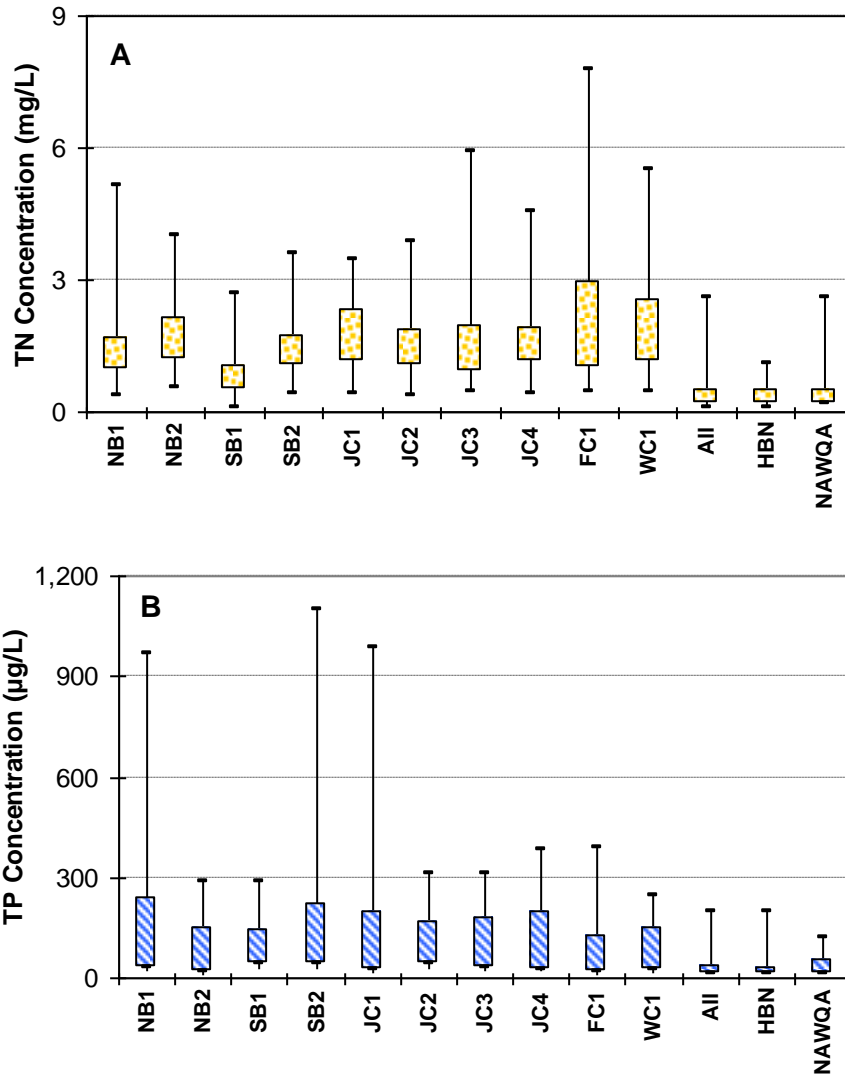 A
TN Concentration (mg/L)
9
6
3
0
NB1
NB2
SB1
SB2
JC1
JC2
JC3
JC4
FC1
WC1
All
HBN
NAWQA
B
TP Concentration (µg/L)
1,200
900
600
300
0
NB1
NB2
SB1
SB2
JC1
JC2
JC3
JC4
FC1
WC1
All
HBN
NAWQA